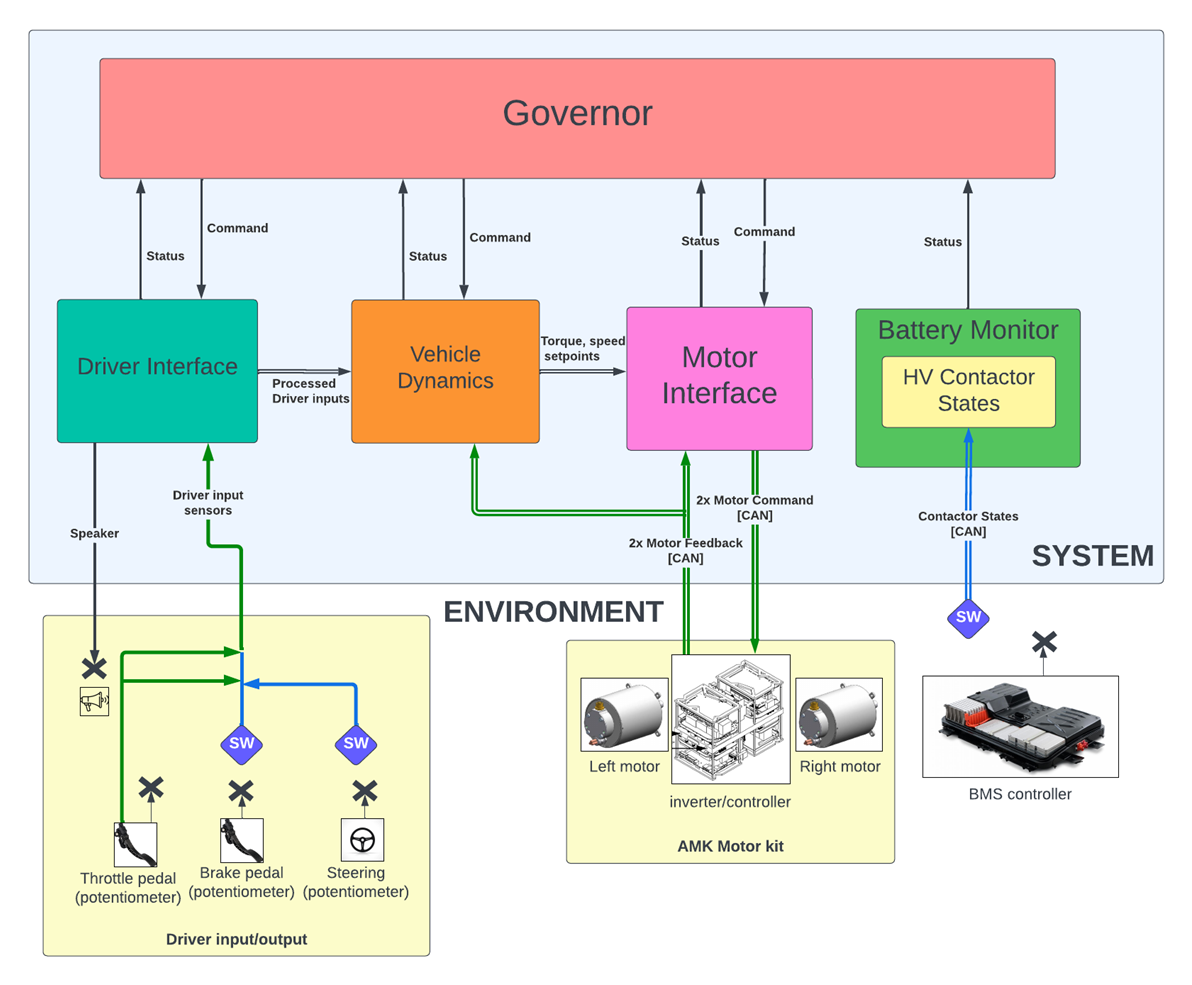 Governor
Status
Command
Status
Command
Status
Command
Status
Driver Interface
Processed
Driver inputs
Vehicle
Dynamics
Torque, speed
setpoints
Motor
Interface
Battery Monitor
HV Contactor
States
Driver input
sensors
Speaker
2x Motor Command
[CAN]
2x Motor Feedback
[CAN]
Contactor States
[CAN]
SYSTEM
ENVIRONMENT
SW
SW
SW
Throttle pedal
(potentiometer)
Brake pedal
(potentiometer)
Steering
(potentiometer)
Driver input/output
Left motor
Right motor
inverter/controller
AMK Motor kit
BMS controller